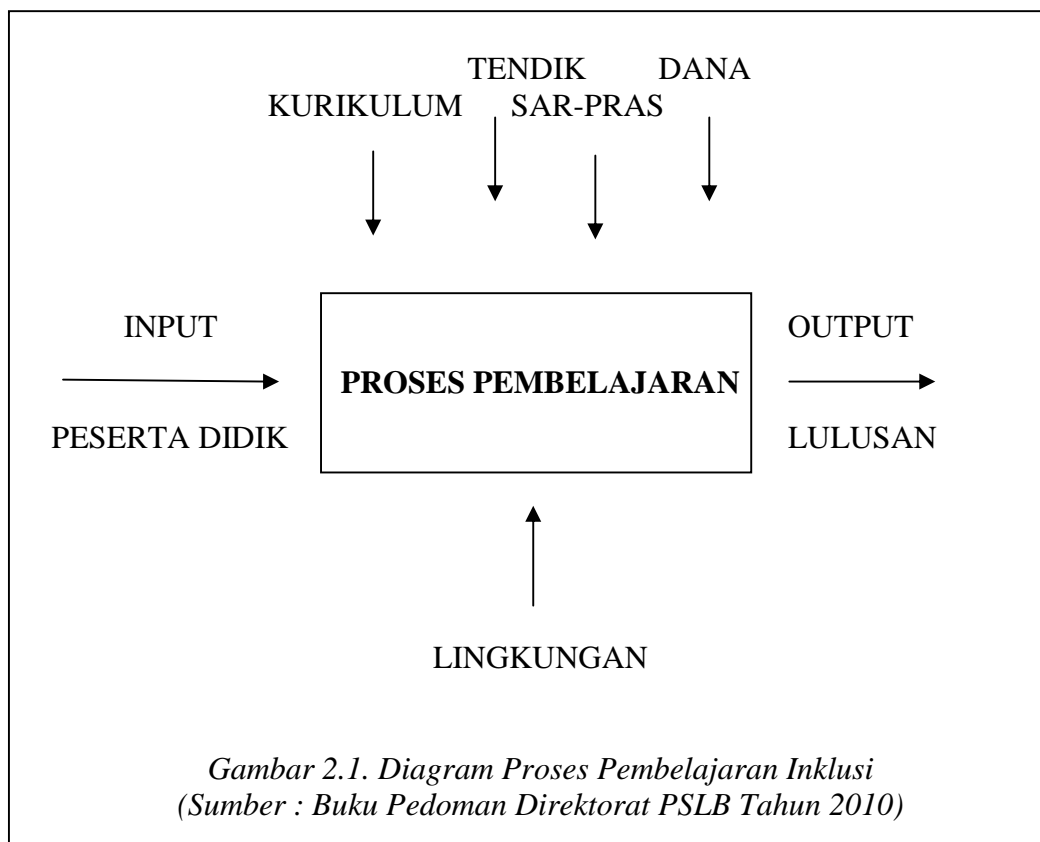 TENDIK DANA
KURIKULUM SAR-PRAS
INPUT OUTPUT
PROSES PEMBELAJARAN
PESERTA DIDIK LULUSAN
LINGKUNGAN
Gambar 2.1. Diagram Proses Pembelajaran Inklusi
(Sumber : Buku Pedoman Direktorat PSLB Tahun 2010)